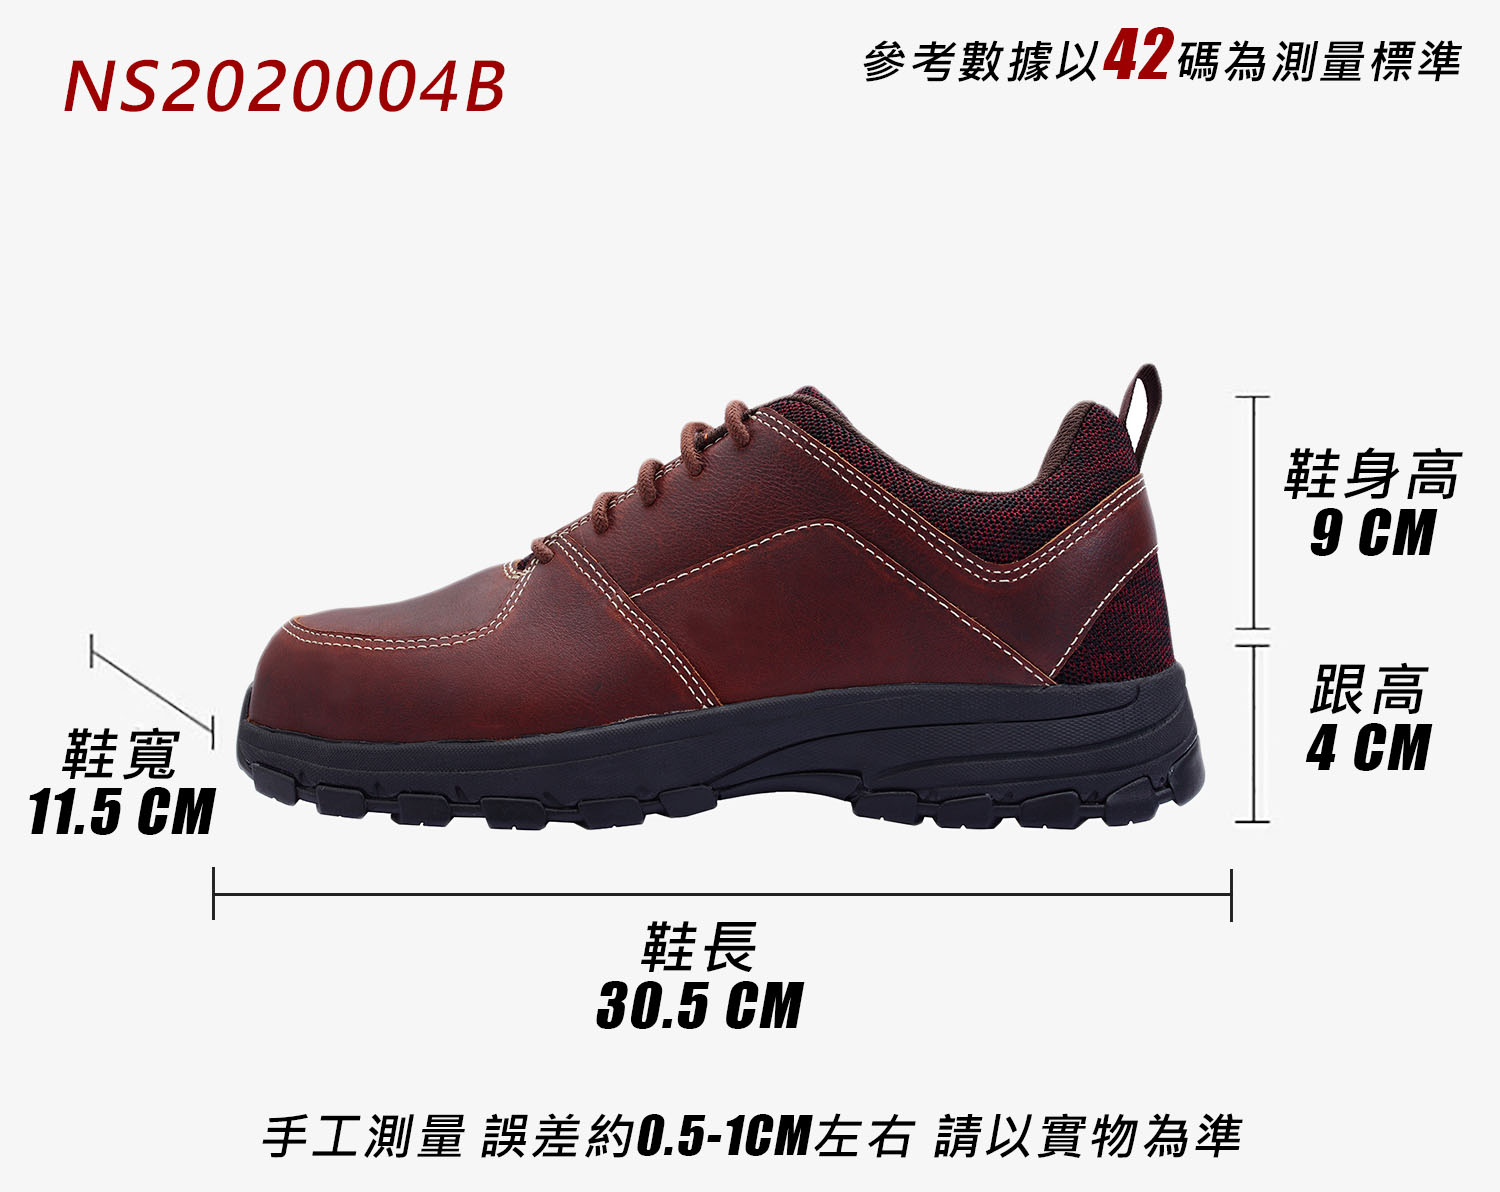 NS2020004B
參考數據以42碼為測量標準
鞋身高
9 CM
跟高
4 CM
鞋寬
11.5 CM
鞋長
30.5 CM
手工測量 誤差約0.5-1CM左右 請以實物為準